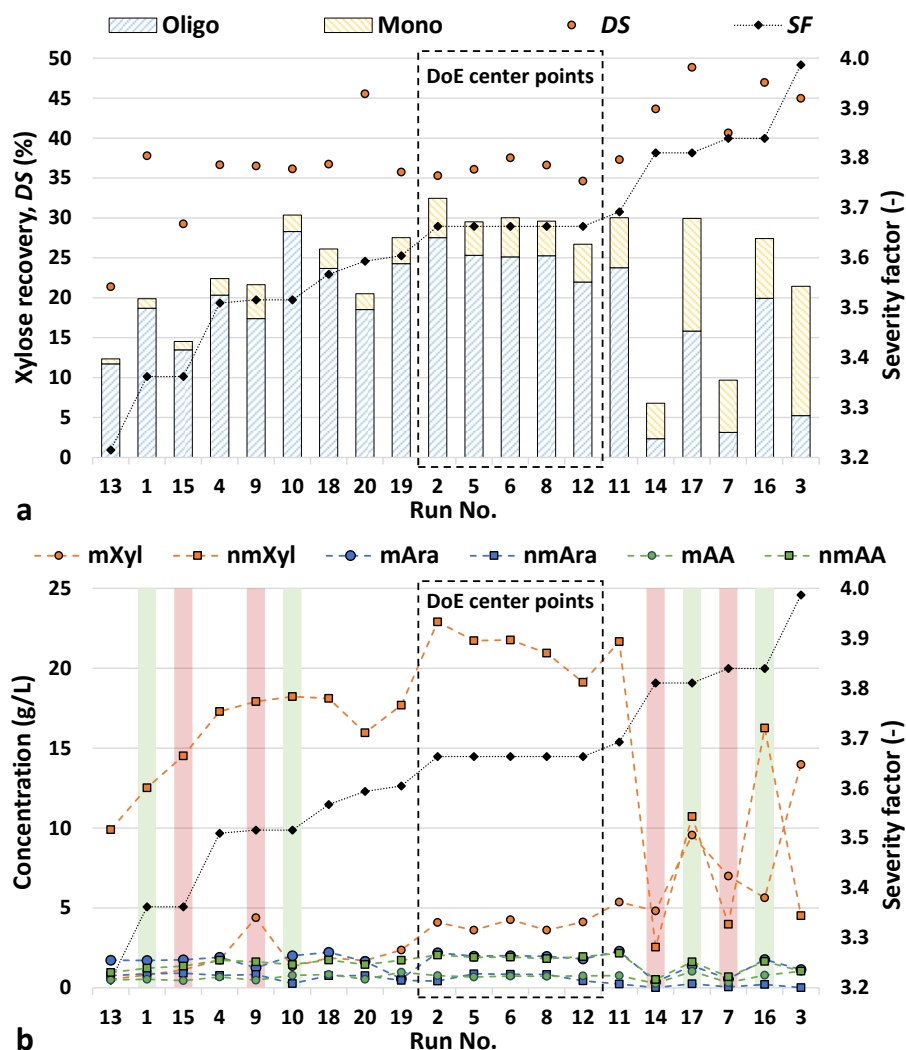 Oligo Mono DS SF
50 4.0
45 3.9
40 3.8
35
30 3.7
25 3.6
20 3.5
15 3.4
10
5 3.3
0 3.2
DoE center points
Xylose recovery, DS (%)
Severity factor (-)
13 1 15 4 9 10 18 20 19 2 5 6 8 12 11 14 17 7 16 3
Run No.
a
mXyl nmXyl mAra nmAra mAA nmAA
25 4.0
3.9
20 3.8
15 3.7
3.6
10 3.5
3.4
5 3.3
0 3.2
DoE center points
Concentration (g/L)
Severity factor (-)
13 1 15 4 9 10 18 20 19 2 5 6 8 12 11 14 17 7 16 3
Run No.
b